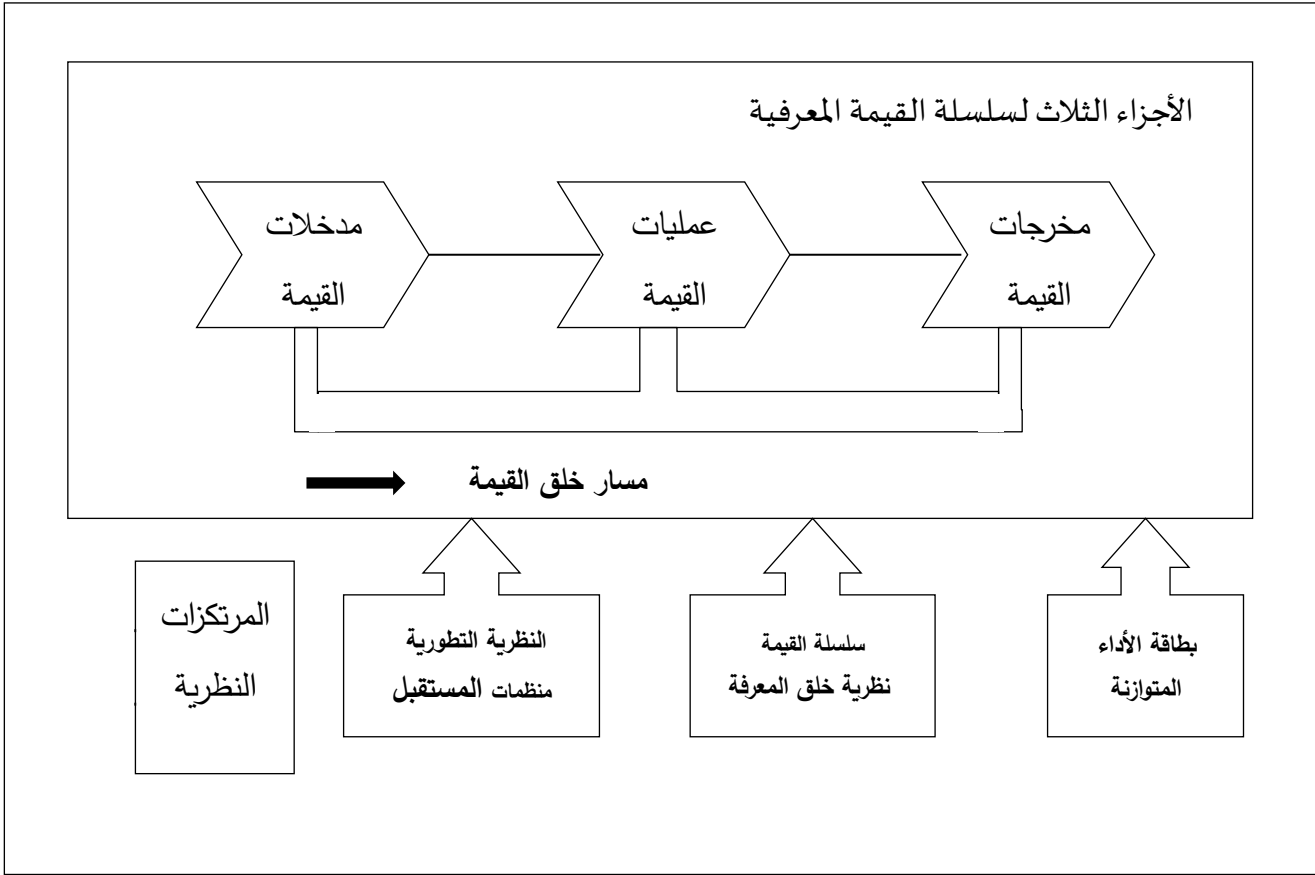 الأجزاء الثلاث لسلسلة القيمة المعرفية
مدخلات
القيمة
عمليات
القيمة
مخرجات
القيمة
مسار خلق القيمة
المرتكزات
النظرية
النظرية التطورية
منظمات المستقبل
سلسلة القيمة
نظرية خلق المعرفة
بطاقة الأداء
المتوازنة